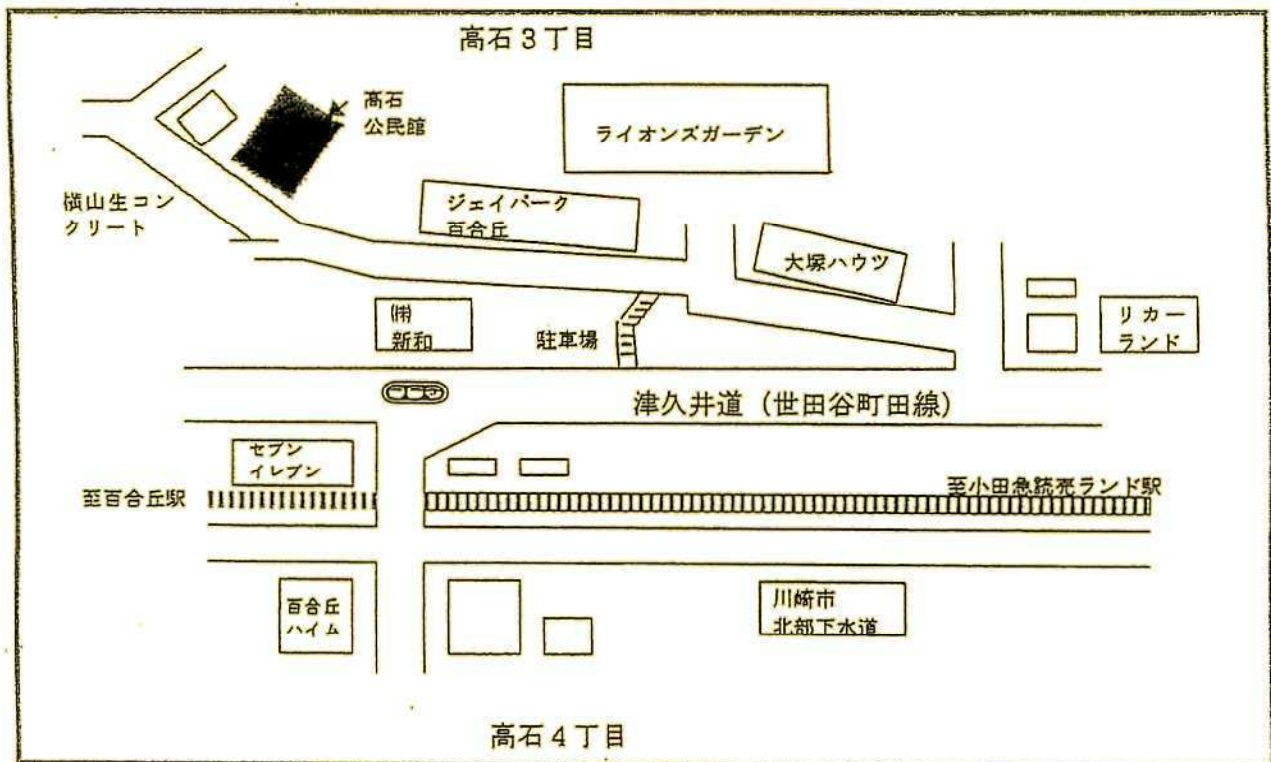 高石3丁目
高石
公民館
ライオンズガーデン
横山生コン
クリート
ジェイパーク
百合丘
大塚ハウツ
㈱
新和
駐車場
リカー
ランド
津久井道（世田谷町田線）
セブン
イレブン
至百合丘駅
至小田急読売ランド駅
百合丘
ハイム
川崎市
北部下水道
高石4丁目